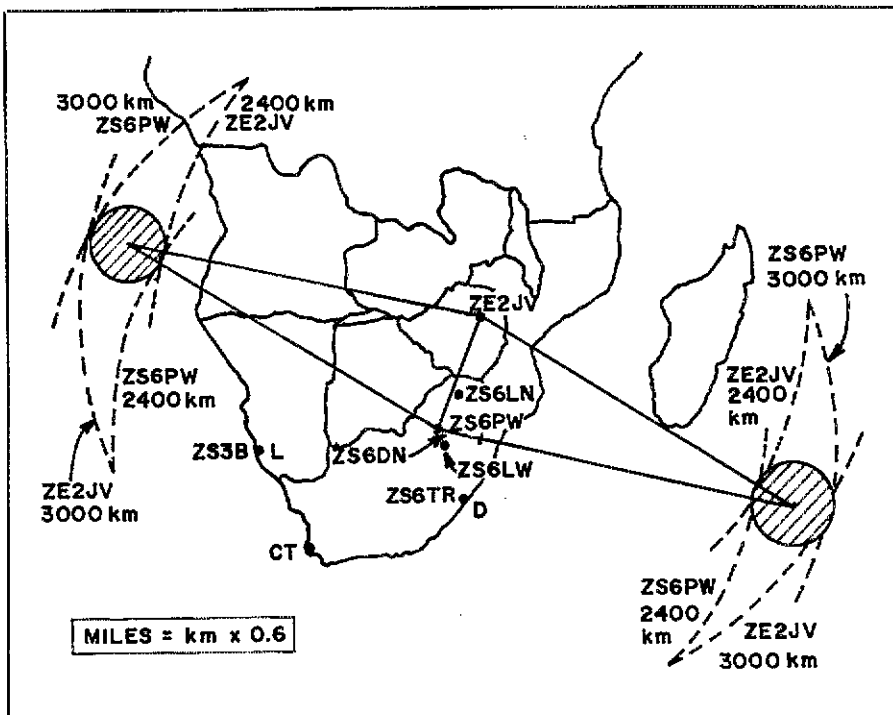 3000 km
ZS6PW
2400 km
ZE2JV
ZS6PW
3000 km
ZE2JV
ZE2JV
2400
km
ZS6PW
2400 km
ZS6LN
ZS6PW
ZS3B L
ZS6DN
ZS6LW
ZE2JV
3000 km
ZS6TR
D
CT
ZS6PW
2400
km
ZE2JV
3000 km
MILES = km x 0.6